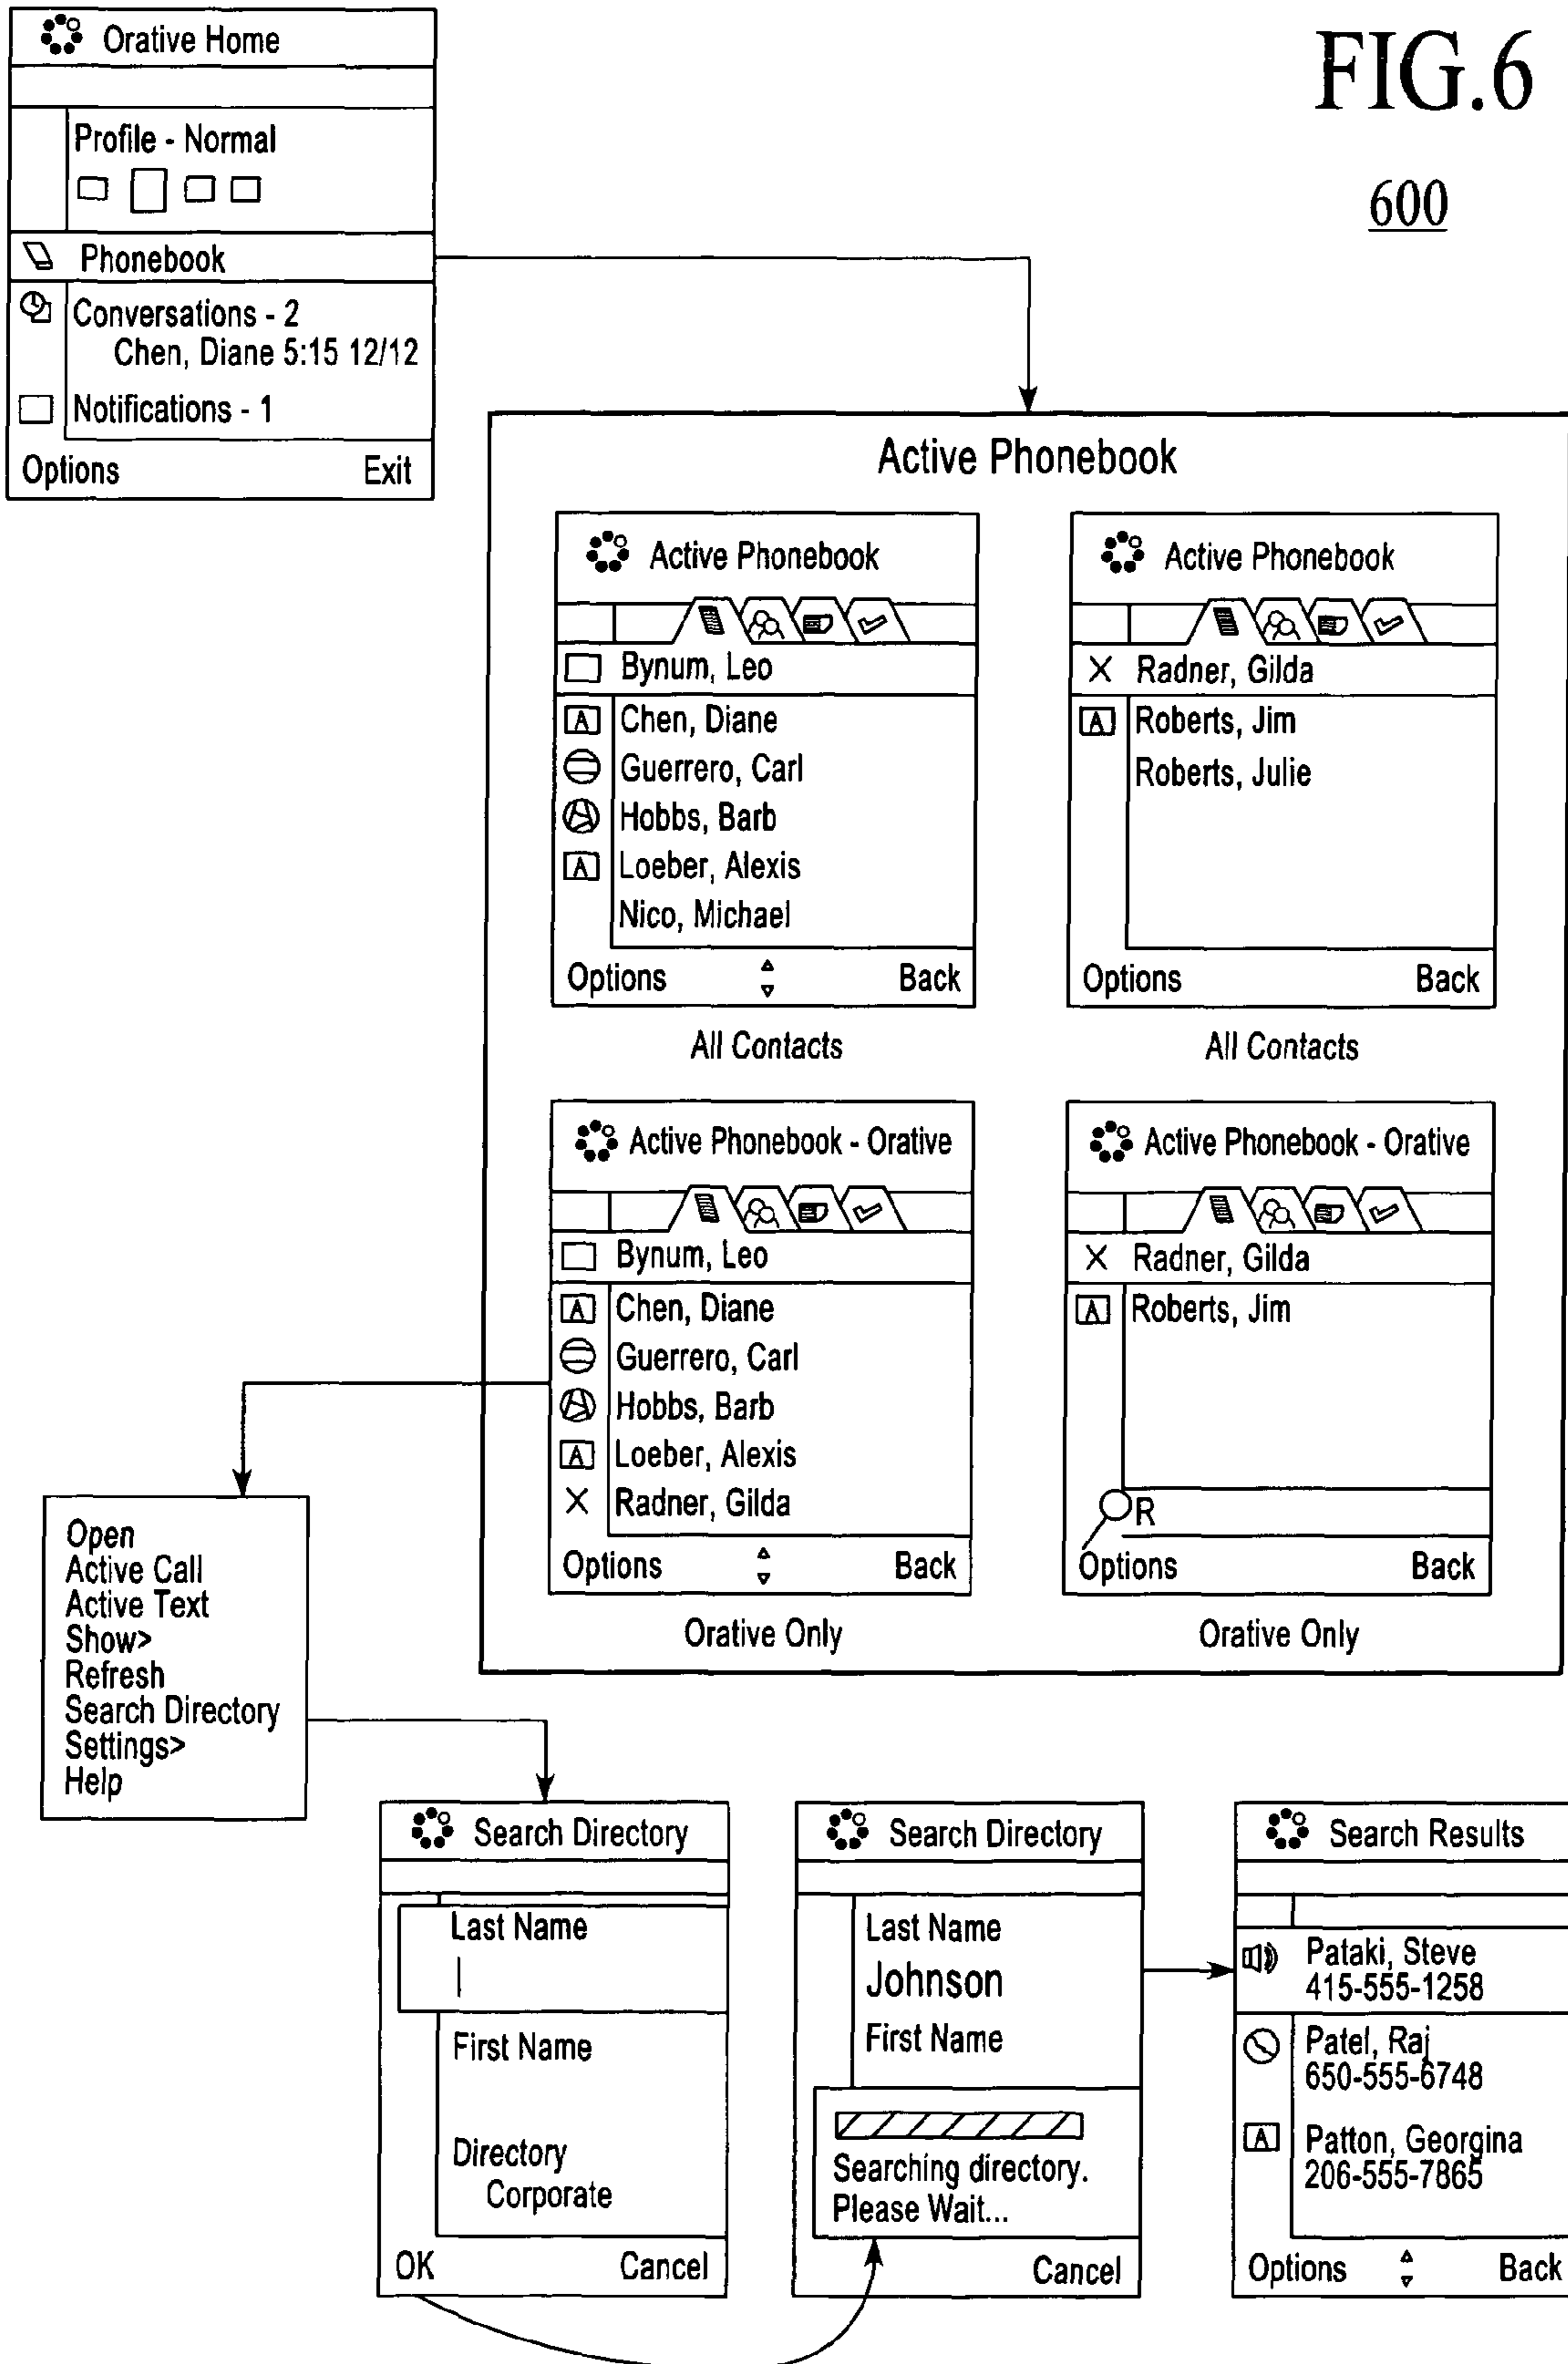 FIG.6
600
Orative Home
Profile - Normal
Phonebook
Conversations - 2
Chen, Diane 5:15 12/12
Notifications - 1
Options Exit
Active Phonebook
Active Phonebook
Bynum, Leo
A Chen, Diane
Guerrero, Carl
Hobbs, Barb
A Loeber, Alexis
Nico, Michael
Options Back
All Contacts
Active Phonebook
X Radner, Gilda
A Roberts, Jim
Roberts, Julie
Options Back
All Contacts
Active Phonebook - Orative
Bynum, Leo
A Chen, Diane
Guerrero, Carl
Hobbs, Barb
A Loeber, Alexis
X Radner, Gilda
Options Back
Orative Only
Active Phonebook - Orative
X Radner, Gilda
A Roberts, Jim
R
Options Back
Orative Only
Open
Active Call
Active Text
Show>
Refresh
Search Directory
Settings>
Help
Search Directory
Last Name
First Name
Directory
Corporate
OK Cancel
Search Directory
Last Name
Johnson
First Name
Searching directory.
Please Wait...
Cancel
Search Results
Pataki, Steve
415-555-1258
Patel, Raj
650-555-6748
A Patton, Georgina
206-555-7865
Options Back